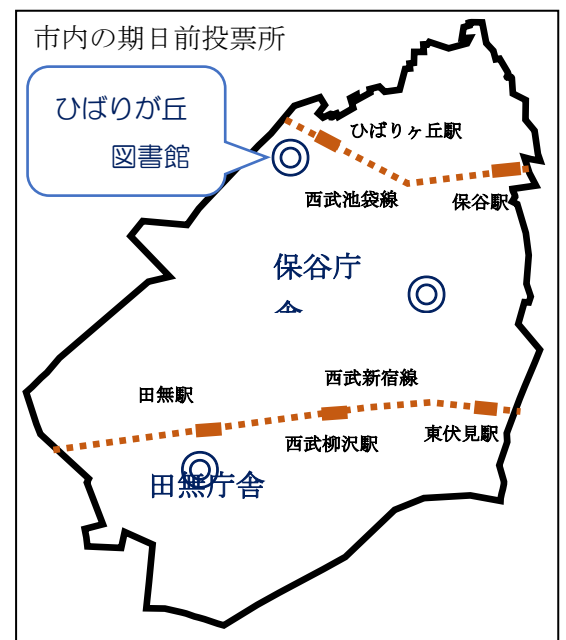 市内の期日前投票所
ひばりが丘
図書館
ひばりヶ丘駅
西武池袋線
保谷駅
保谷庁
舎
田無駅
西武新宿線
西武柳沢駅
東伏見駅
田無庁舎